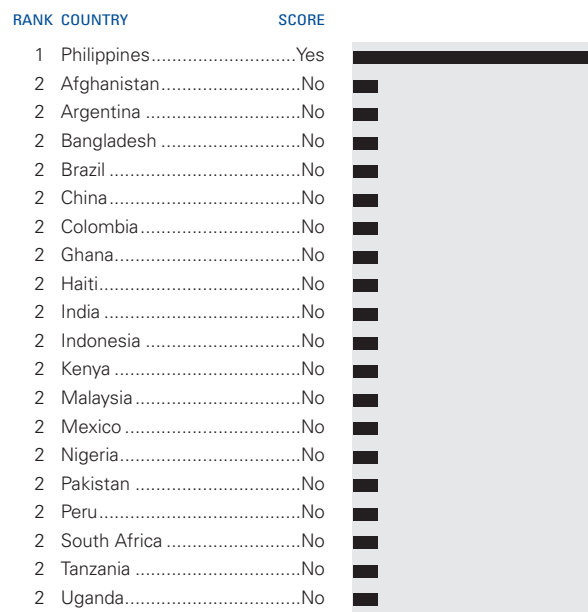 RANK COUNTRY SCORE
1 Philippines............................Yes
2 Afghanistan...........................No
2 Argentina ..............................No
2 Bangladesh ...........................No
2 Brazil .....................................No
2 China.....................................No
2 Colombia...............................No
2 Ghana....................................No
2 Haiti.......................................No
2 India ......................................No
2 Indonesia ..............................No
2 Kenya ....................................No
2 Malaysia ................................No
2 Mexico ..................................No
2 Nigeria...................................No
2 Pakistan ................................No
2 Peru.......................................No
2 South Africa ..........................No
2 Tanzania ................................No
2 Uganda..................................No